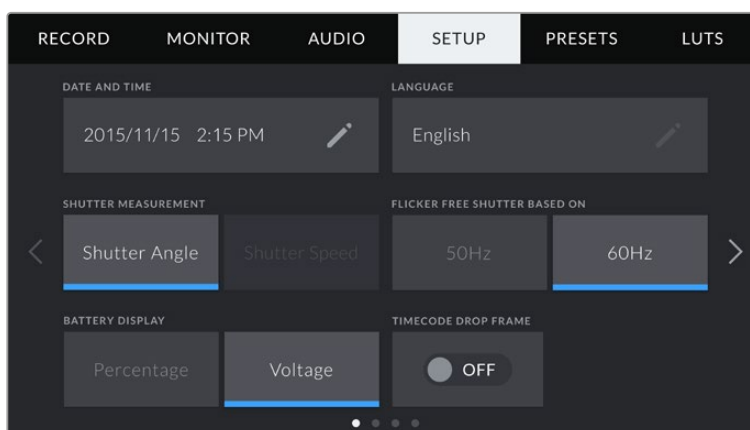 RECORD MONITOR AUDIO SETUP PRESETS LUTS
DATE AND TIME LANGUAGE
2015/11/15 2:15 PM English
SHUTTER MEASUREMENT FLICKER FREE SHUTTER BASED ON
Shutter Angle Shutter Speed 50Hz 60Hz
BATTERY DISPLAY TIMECODE DROP FRAME
Percentage Voltage OFF